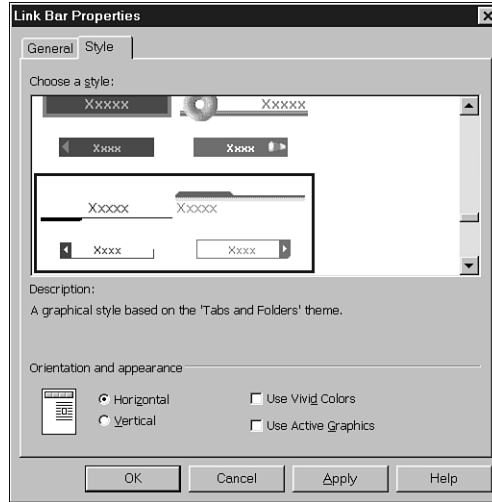 Link Bar Properties
General Style
Choose a style:
Xxxxx Xxxxx
Xxxx Xxxx
Xxxxx Xxxxx
Xxxx Xxxx
Description:
A graphical style based on the 'Tabs and Folders' theme.
Orientation and appearance
Horizontal Use Vivid Colors
Vertical Use Active Graphics
OK Cancel Apply Help